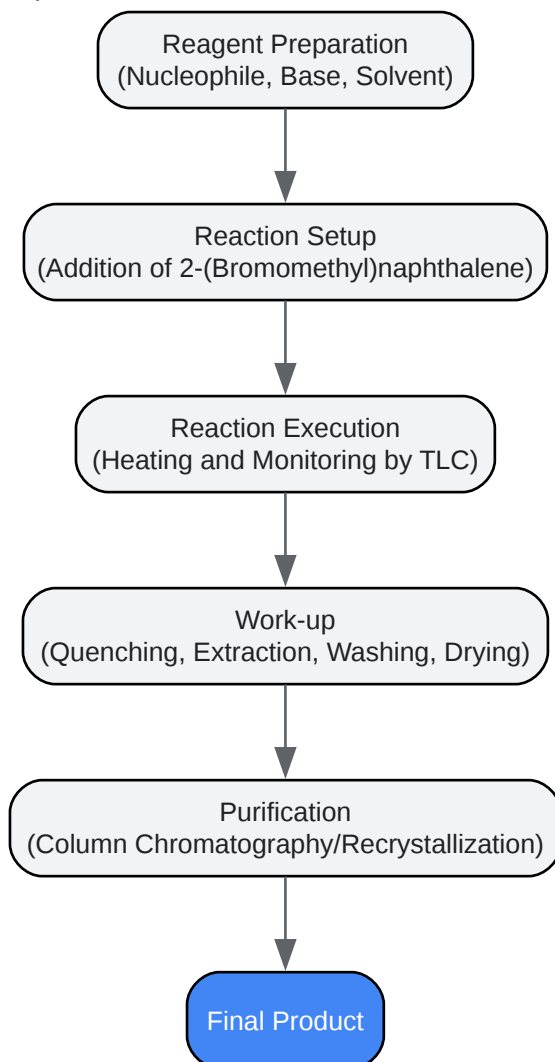 Reagent Preparation
(Nucleophile, Base, Solvent)
Reaction Setup
(Addition of 2-(Bromomethyl)naphthalene)
Reaction Execution
(Heating and Monitoring by TLC)
Work-up
(Quenching, Extraction, Washing, Drying)
Purification
(Column Chromatography/Recrystallization)
Final Product